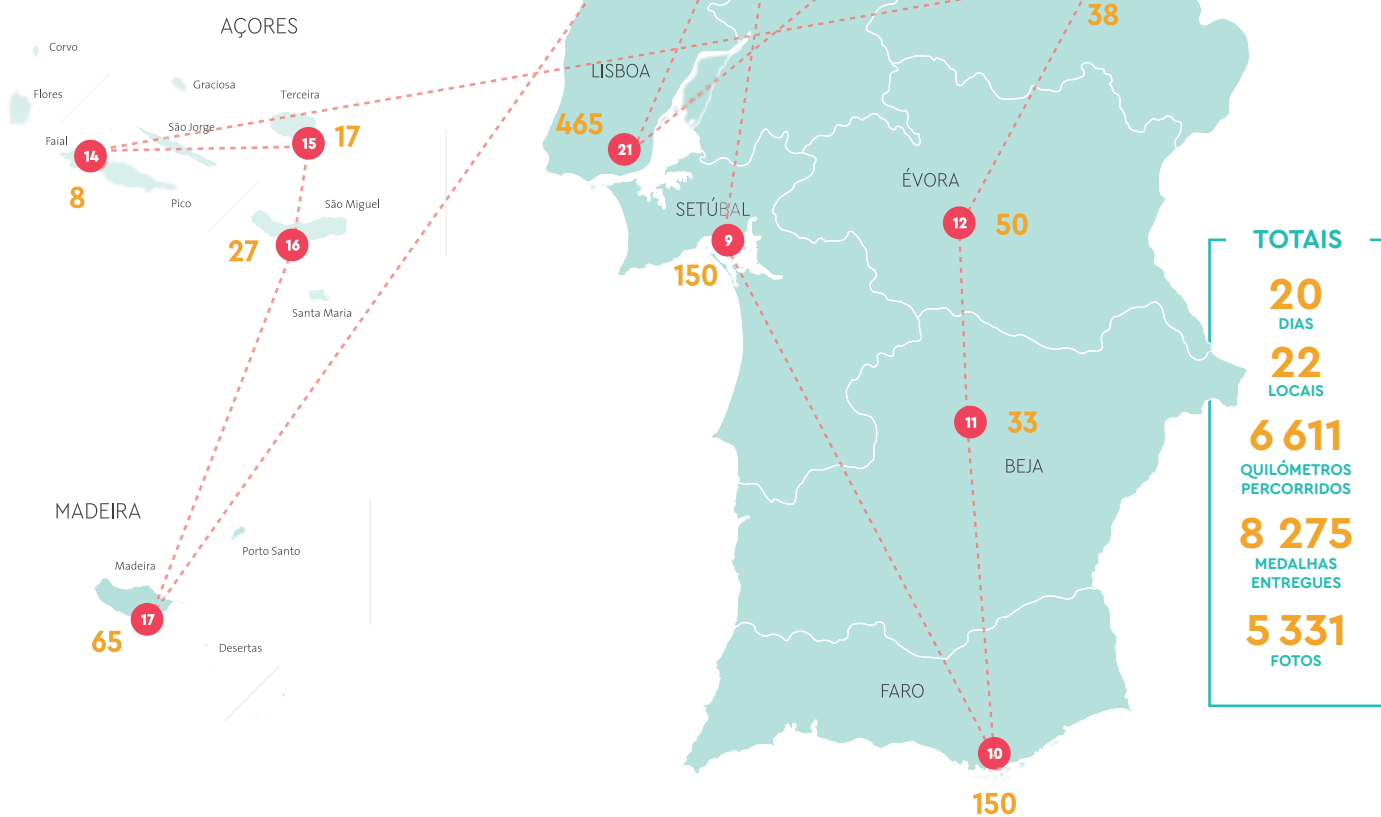 AÇORES
Corvo
Graciosa
Flores
Terceira
São Jorge
Faial
14
15
17
8
Pico
São Miguel
27
16
Santa Maria
MADEIRA
Porto Santo
Madeira
17
65
Desertas
38
LISBOA
465
21
ÉVORA
SETÚBAL
12
50
9
150
11
33
BEJA
FARO
10
150
TOTAIS
20
DIAS
22
LOCAIS
6 611
QUILÓMETROS
PERCORRIDOS
8 275
MEDALHAS
ENTREGUES
5 331
FOTOS